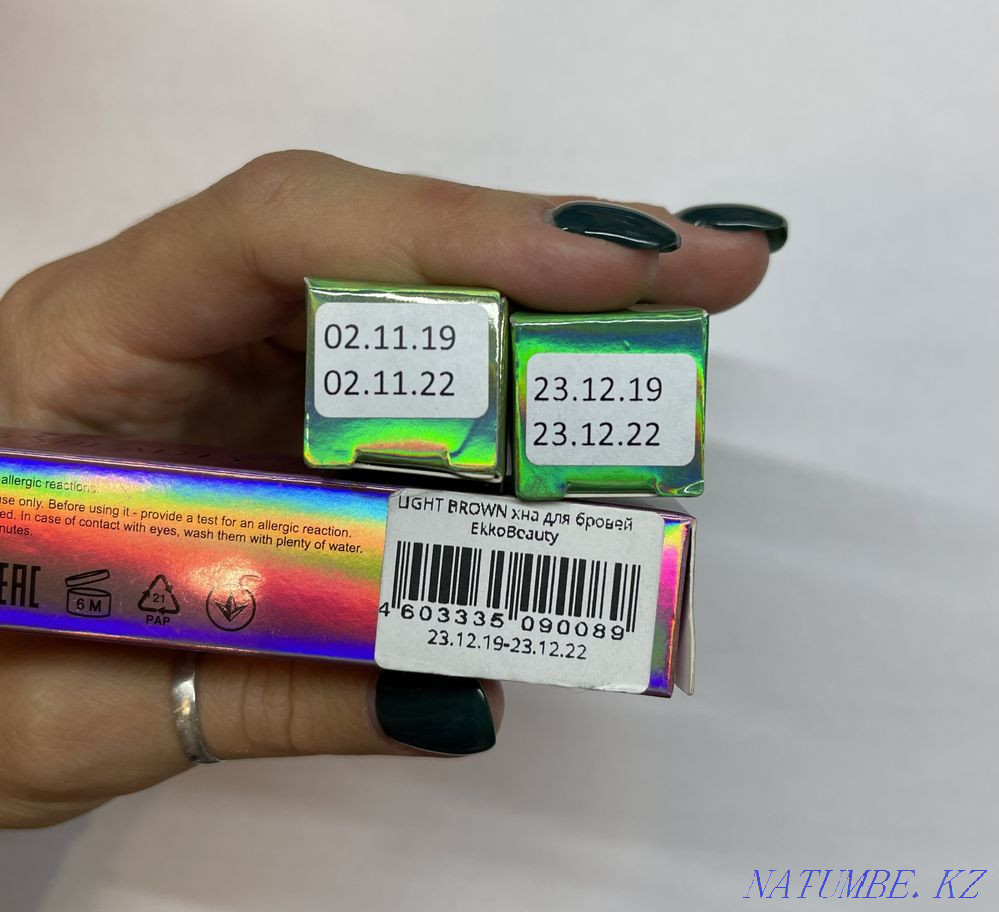 02.11.19
02.11.22
23.12.19
23.12.22
allergic reactions.
use only. Before using it - provide a test for an allergic reaction.
ed. In case of contact with eyes, wash them with plenty of water.
nutes.
EAC
6 M
21
PAP
LIGHT BROWN хна для бровей
EkkoBeauty
4 603335 090089
23.12.19-23.12.22
NATUMBE. KZ